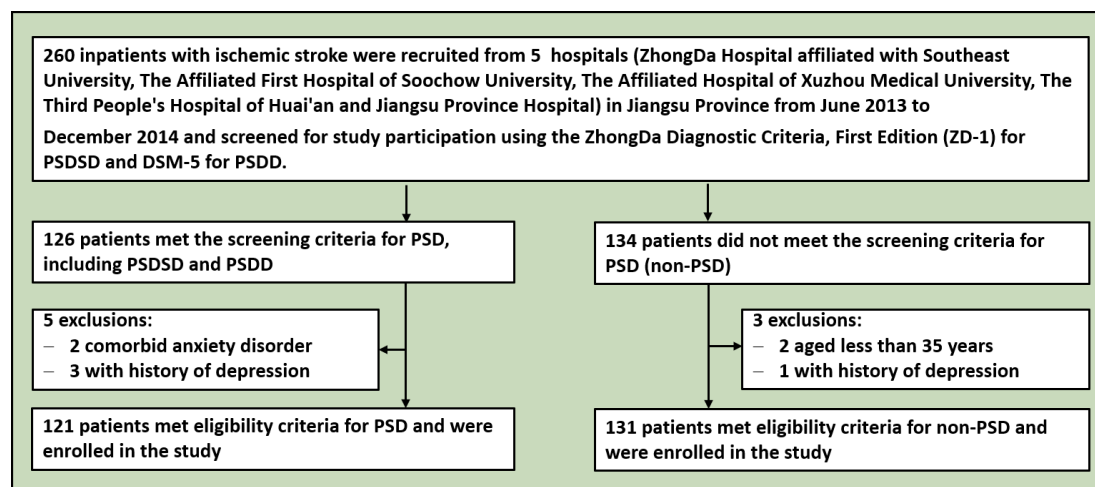 260 inpatients with ischemic stroke were recruited from 5 hospitals (ZhongDa Hospital affiliated with Southeast
University, The Affiliated First Hospital of Soochow University, The Affiliated Hospital of Xuzhou Medical University, The
Third People's Hospital of Huai'an and Jiangsu Province Hospital) in Jiangsu Province from June 2013 to
December 2014 and screened for study participation using the ZhongDa Diagnostic Criteria, First Edition (ZD-1) for
PSDSD and DSM-5 for PSDD.
126 patients met the screening criteria for PSD,
including PSDSD and PSDD
134 patients did not meet the screening criteria for
PSD (non-PSD)
5 exclusions:
– 2 comorbid anxiety disorder
– 3 with history of depression
3 exclusions:
– 2 aged less than 35 years
– 1 with history of depression
121 patients met eligibility criteria for PSD and were
enrolled in the study
131 patients met eligibility criteria for non-PSD and
were enrolled in the study